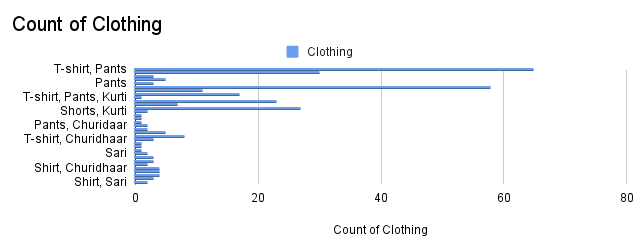 Count of Clothing
Clothing
T-shirt, Pants
Pants
T-shirt, Pants, Kurti
Shorts, Kurti
Pants, Churidaar
T-shirt, Churidhaar
Sari
Shirt, Churidhaar
Shirt, Sari
0 20 40 60 80
Count of Clothing